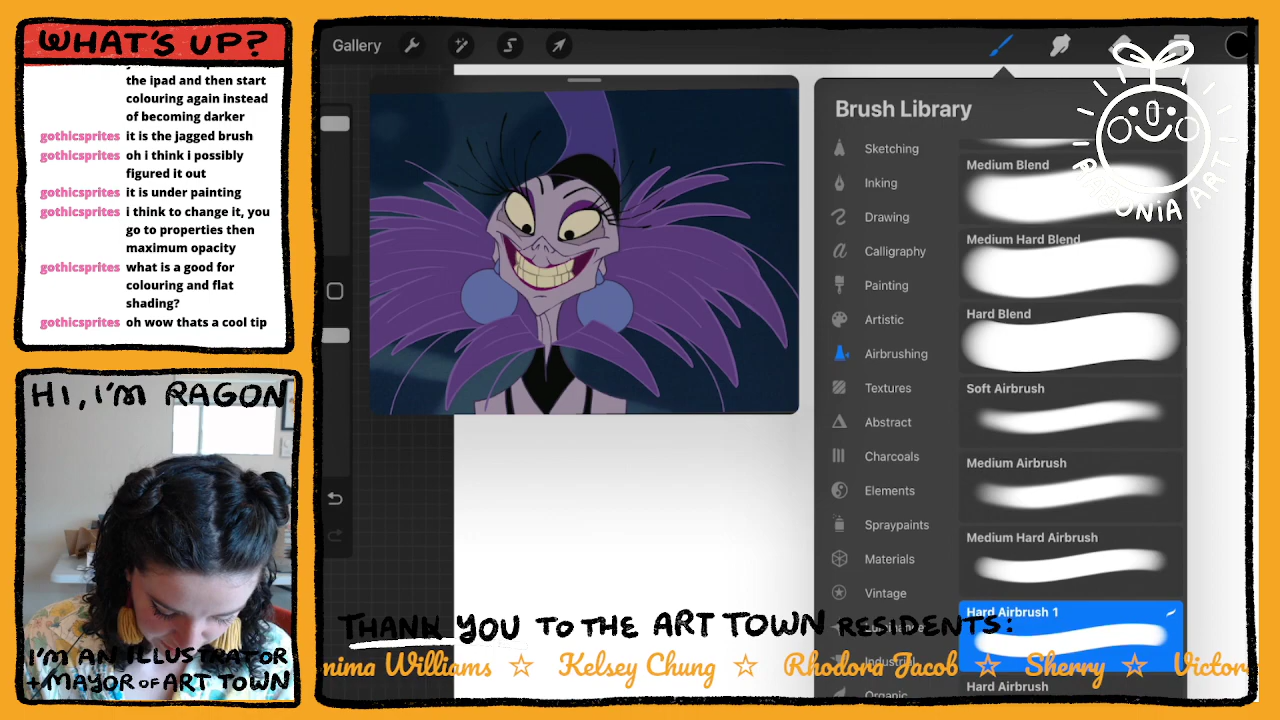 WHAT'S UP?
the ipad and then start
colouring again instead
of becoming darker
gothicsprites it is the jagged brush
gothicsprites oh i think i possibly
figured it out
gothicsprites it is under painting
gothicsprites i think to change it, you
go to properties then
maximum opacity
gothicsprites what is a good for
colouring and flat
shading?
gothicsprites oh wow thats a cool tip
HI, I'M RAGON
I'M AN ILLUSTRATOR
+ MAYOR OF ART TOWN
Gallery
Brush Library
Sketching
Inking
Drawing
Calligraphy
Painting
Artistic
Airbrushing
Textures
Abstract
Charcoals
Elements
Spraypaints
Materials
Vintage
Organic
Medium Blend
Medium Hard Blend
Hard Blend
Soft Airbrush
Medium Airbrush
Medium Hard Airbrush
Hard Airbrush 1
Hard Airbrush
THANK YOU TO THE ART TOWN RESIDENTS:
nima Williams ☆ Kelsey Chung ☆ Rhodora Jacob ☆ Sherry ☆ Victor